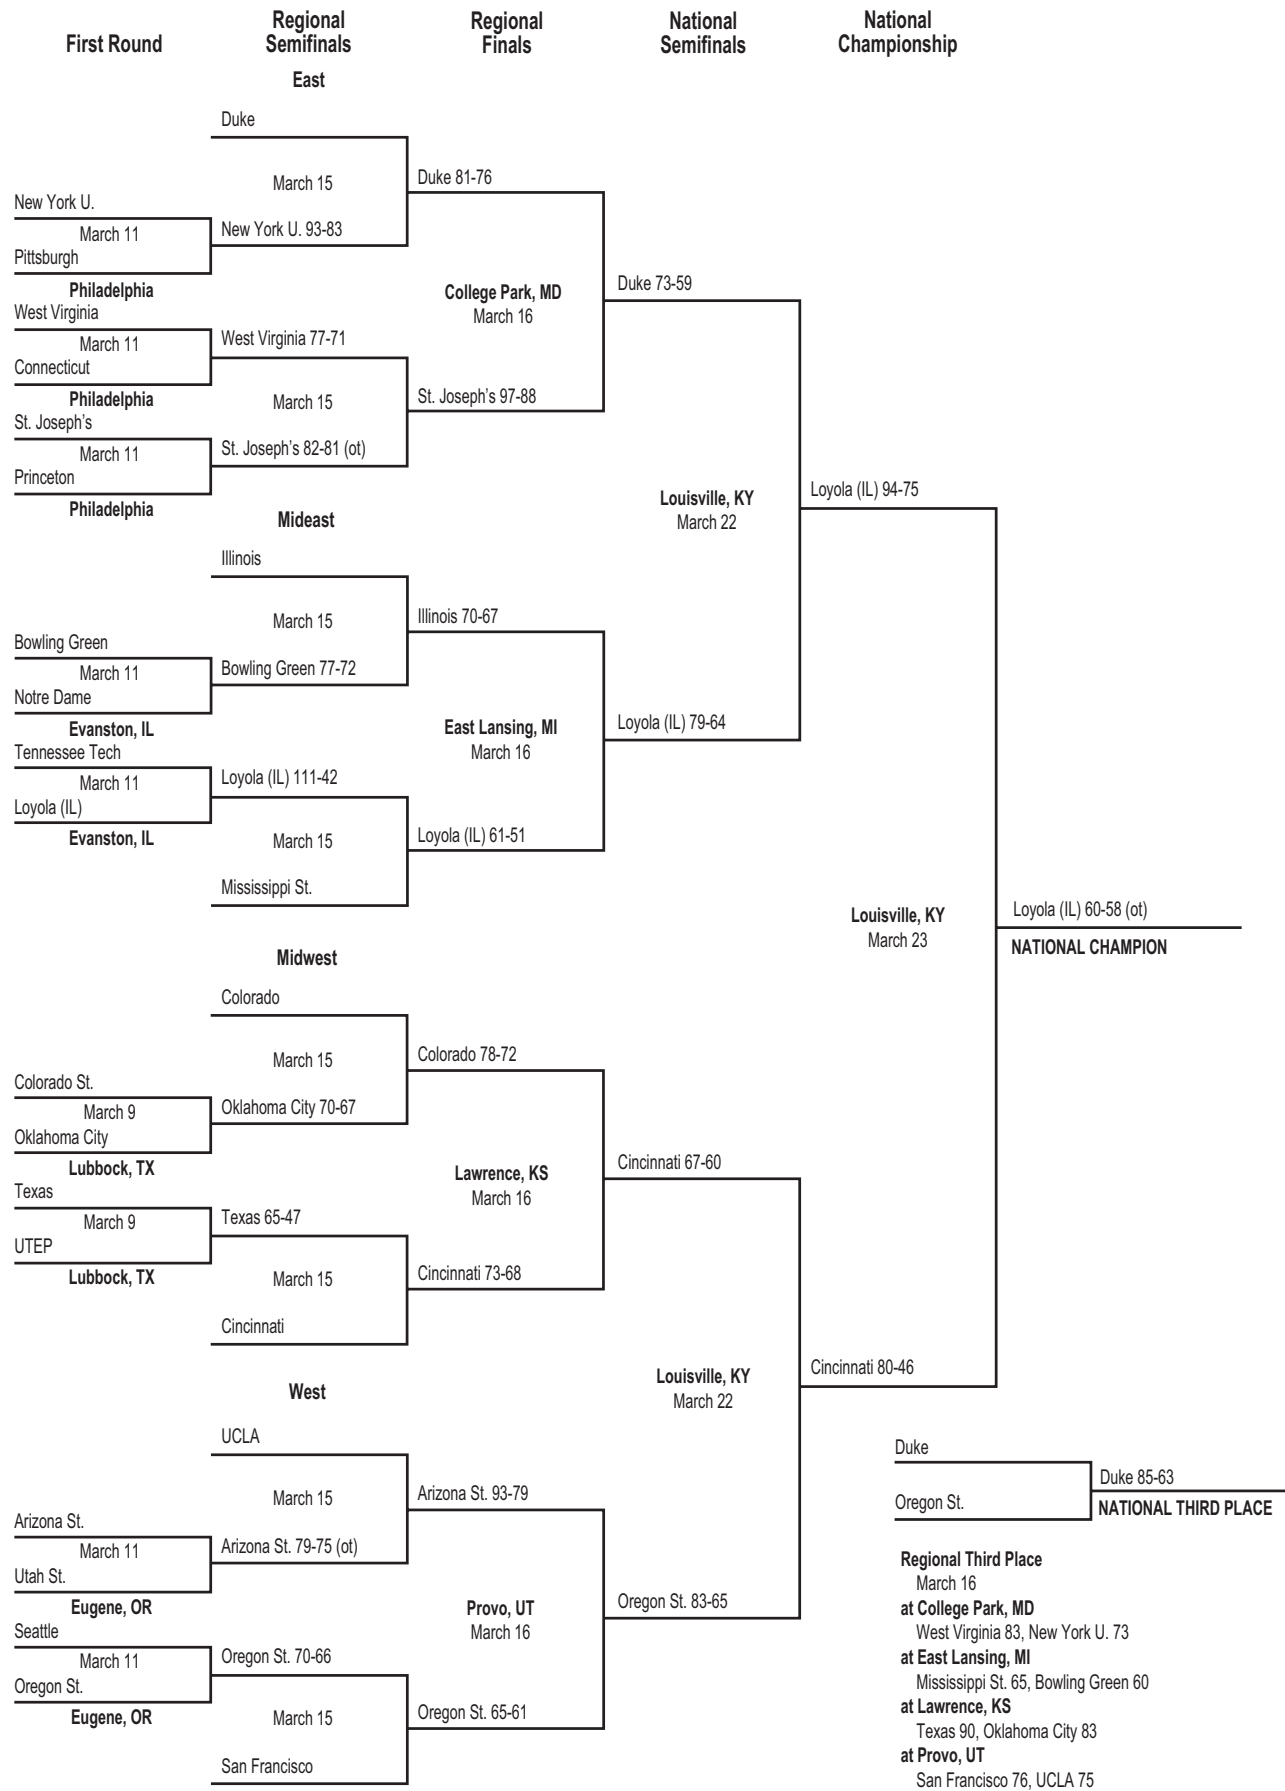 First Round
Regional
Semifinals
Regional
Finals
National
Semifinals
National
Championship
East
Duke
March 15
Duke 81-76
New York U.
March 11
New York U. 93-83
Pittsburgh
Philadelphia
College Park, MD
March 16
Duke 73-59
West Virginia
March 11
West Virginia 77-71
Connecticut
Philadelphia
March 15
St. Joseph's 97-88
St. Joseph's
March 11
St. Joseph's 82-81 (ot)
Princeton
Philadelphia
Louisville, KY
March 22
Loyola (IL) 94-75
Mideast
Illinois
March 15
Illinois 70-67
Bowling Green
March 11
Bowling Green 77-72
Notre Dame
Evanston, IL
East Lansing, MI
March 16
Loyola (IL) 79-64
Tennessee Tech
March 11
Loyola (IL) 111-42
Loyola (IL)
Evanston, IL
March 15
Loyola (IL) 61-51
Mississippi St.
Louisville, KY
March 23
Loyola (IL) 60-58 (ot)
NATIONAL CHAMPION
Midwest
Colorado
March 15
Colorado 78-72
Colorado St.
March 9
Oklahoma City 70-67
Oklahoma City
Lubbock, TX
Lawrence, KS
March 16
Cincinnati 67-60
Texas
March 9
Texas 65-47
UTEP
Lubbock, TX
March 15
Cincinnati 73-68
Cincinnati
Louisville, KY
March 22
Cincinnati 80-46
West
UCLA
March 15
Arizona St. 93-79
Arizona St.
March 11
Arizona St. 79-75 (ot)
Utah St.
Eugene, OR
Provo, UT
March 16
Oregon St. 83-65
Seattle
March 11
Oregon St. 70-66
Oregon St.
Eugene, OR
March 15
Oregon St. 65-61
San Francisco
Duke
Oregon St.
Duke 85-63
NATIONAL THIRD PLACE
Regional Third Place
March 16
at College Park, MD
West Virginia 83, New York U. 73
at East Lansing, MI
Mississippi St. 65, Bowling Green 60
at Lawrence, KS
Texas 90, Oklahoma City 83
at Provo, UT
San Francisco 76, UCLA 75